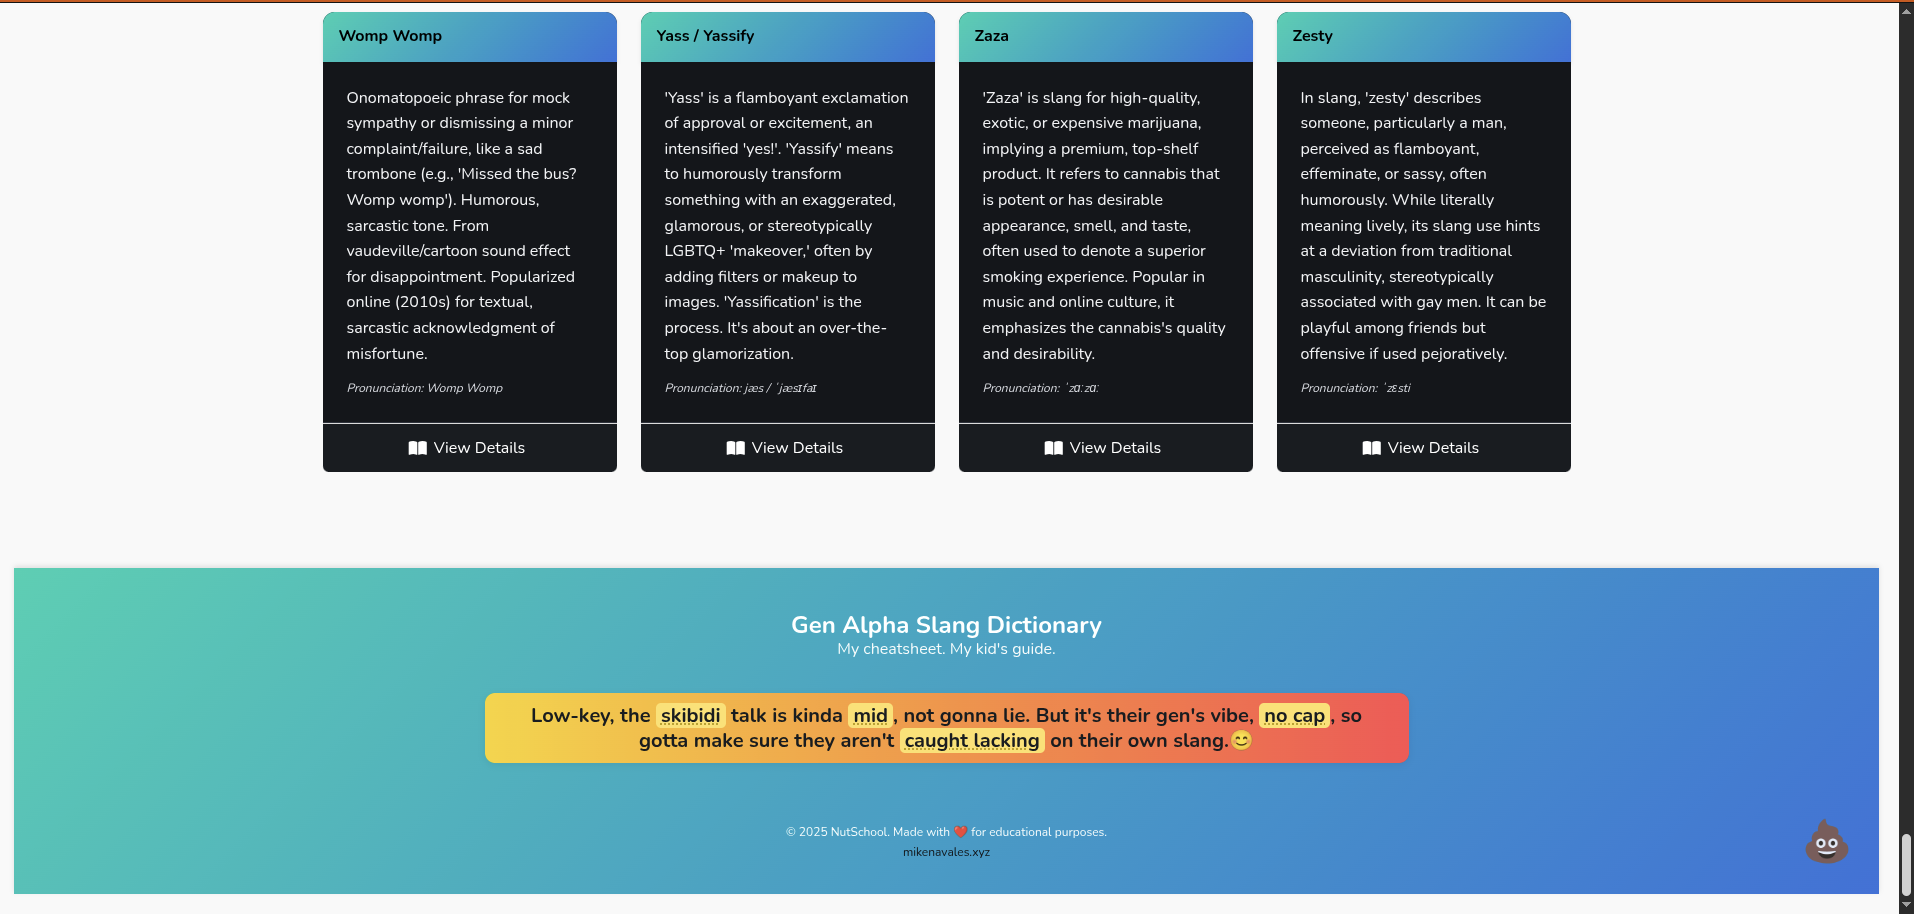 Womp Womp
Onomatopoeic phrase for mock
sympathy or dismissing a minor
complaint/failure, like a sad
trombone (e.g., 'Missed the bus?
Womp womp'). Humorous,
sarcastic tone. From
vaudeville/cartoon sound effect
for disappointment. Popularized
online (2010s) for textual,
sarcastic acknowledgment of
misfortune.
Pronunciation: Womp Womp
View Details
Yass / Yassify
'Yass' is a flamboyant exclamation
of approval or excitement, an
intensified 'yes!'. 'Yassify' means
to humorously transform
something with an exaggerated,
glamorous, or stereotypically
LGBTQ+ 'makeover,' often by
adding filters or makeup to
images. 'Yassification' is the
process. It's about an over-the-
top glamorization.
Pronunciation: jæs / ˈjæsɪfaɪ
View Details
Zaza
'Zaza' is slang for high-quality,
exotic, or expensive marijuana,
implying a premium, top-shelf
product. It refers to cannabis that
is potent or has desirable
appearance, smell, and taste,
often used to denote a superior
smoking experience. Popular in
music and online culture, it
emphasizes the cannabis's quality
and desirability.
Pronunciation: ˈzɑːzɑː
View Details
Zesty
In slang, 'zesty' describes
someone, particularly a man,
perceived as flamboyant,
effeminate, or sassy, often
humorously. While literally
meaning lively, its slang use hints
at a deviation from traditional
masculinity, stereotypically
associated with gay men. It can be
playful among friends but
offensive if used pejoratively.
Pronunciation: ˈzɛsti
View Details
Gen Alpha Slang Dictionary
My cheatsheet. My kid's guide.
Low-key, the skibidi talk is kinda mid, not gonna lie. But it's their gen's vibe, no cap, so
gotta make sure they aren't caught lacking on their own slang.😊
© 2025 NutSchool. Made with ❤️ for educational purposes.
mikenavales.xyz